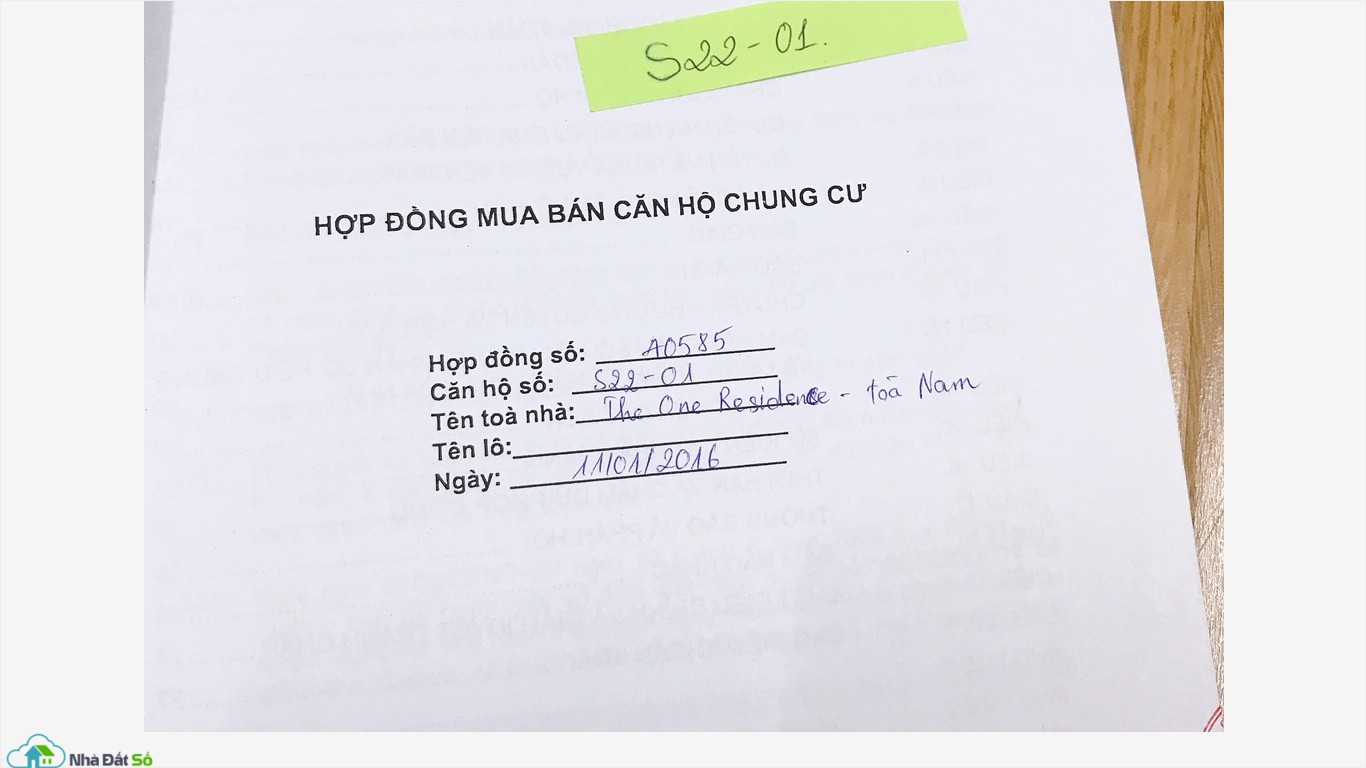 S22-01.
HỢP ĐỒNG MUA BÁN CĂN HỘ CHUNG CƯ
Hợp đồng số: A0585
Căn hộ số: S22-01
Tên toà nhà: The One Residence - toà Nam
Tên lô:
Ngày: 11/01/2016
Nhà Đất Số